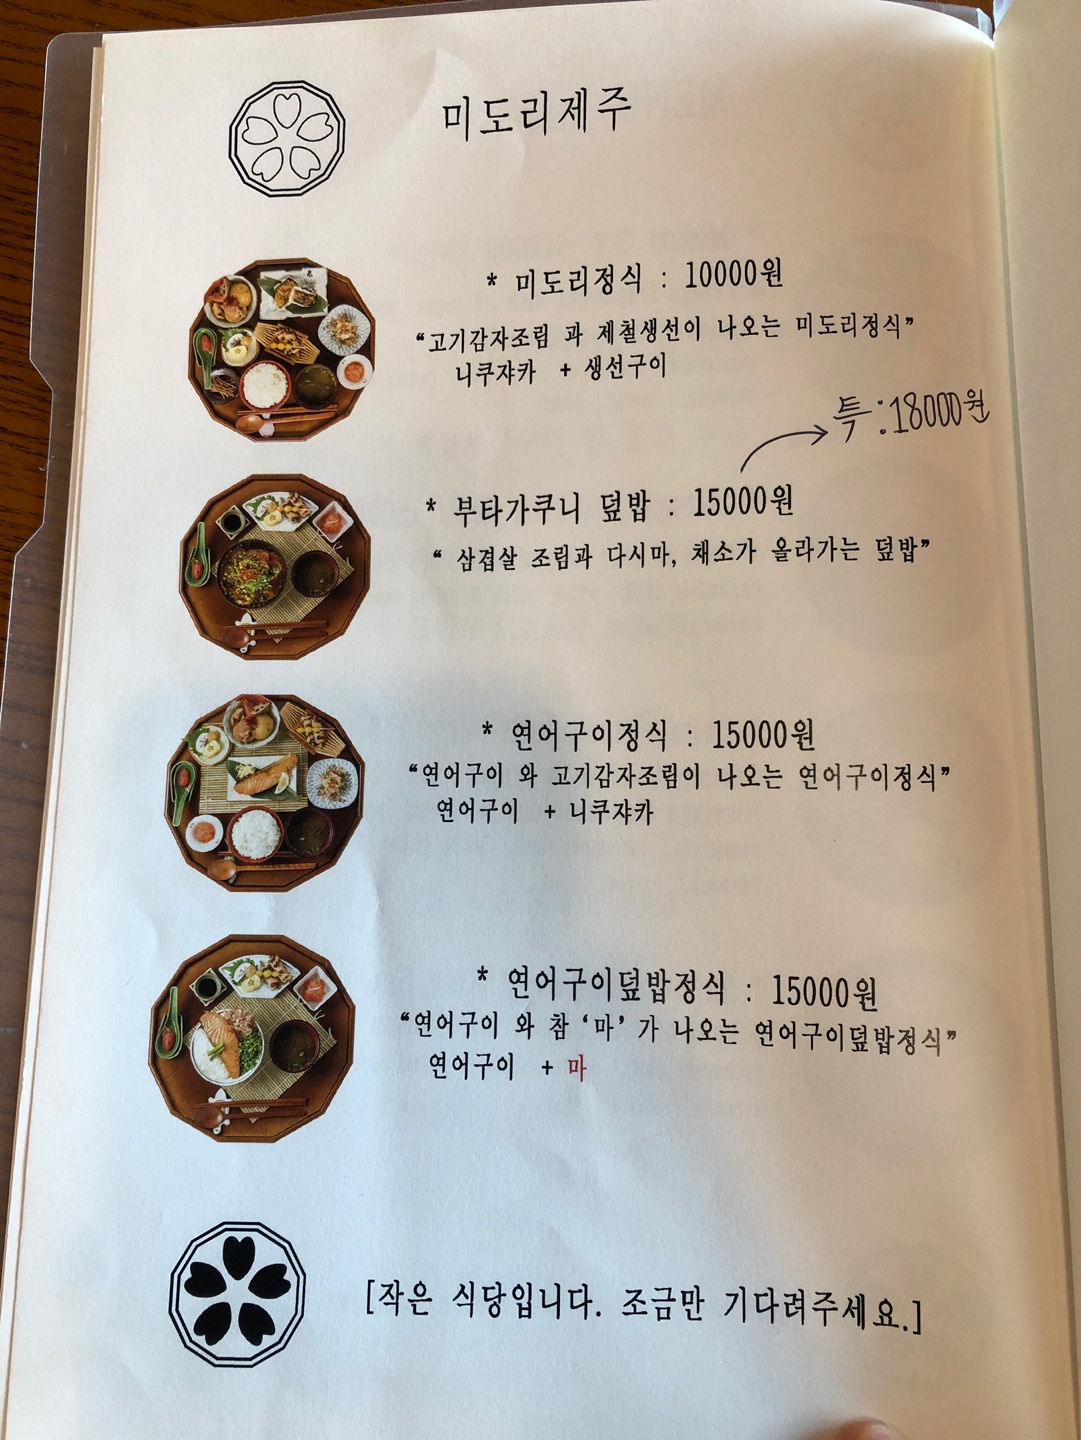 미도리제주
* 미도리정식 : 10000원
“고기감자조림 과 제철생선이 나오는 미도리정식”
니쿠쟈카 + 생선구이
특:18000원
* 부타가쿠니 덮밥 : 15000원
“ 삼겹살 조림과 다시마, 채소가 올라가는 덮밥”
* 연어구이정식 : 15000원
“연어구이 와 고기감자조림이 나오는 연어구이정식”
연어구이 + 니쿠쟈카
* 연어구이덮밥정식 : 15000원
“연어구이 와 참 ‘마’ 가 나오는 연어구이덮밥정식”
연어구이 + 마
[작은 식당입니다. 조금만 기다려주세요.]